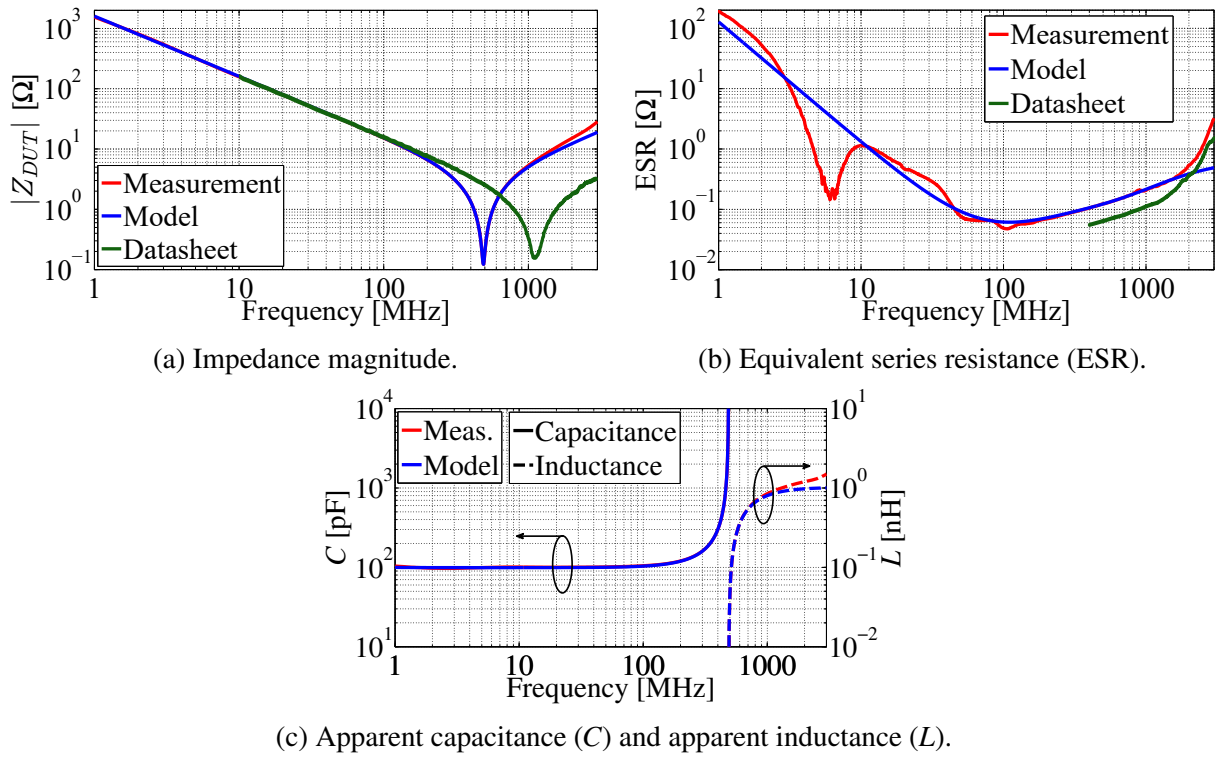 10^3
10^2
10^1
10^0
10^-1
|Z_DUT| [Ω]
Measurement
Model
Datasheet
1 10 100 1000
Frequency [MHz]
(a) Impedance magnitude.
10^2
10^1
10^0
10^-1
10^-2
ESR [Ω]
Measurement
Model
Datasheet
1 10 100 1000
Frequency [MHz]
(b) Equivalent series resistance (ESR).
10^4
10^3
10^2
10^1
C [pF]
Meas.
Model
Capacitance
Inductance
10^1
10^0
10^-1
10^-2
L [nH]
1 10 100 1000
Frequency [MHz]
(c) Apparent capacitance (C) and apparent inductance (L).